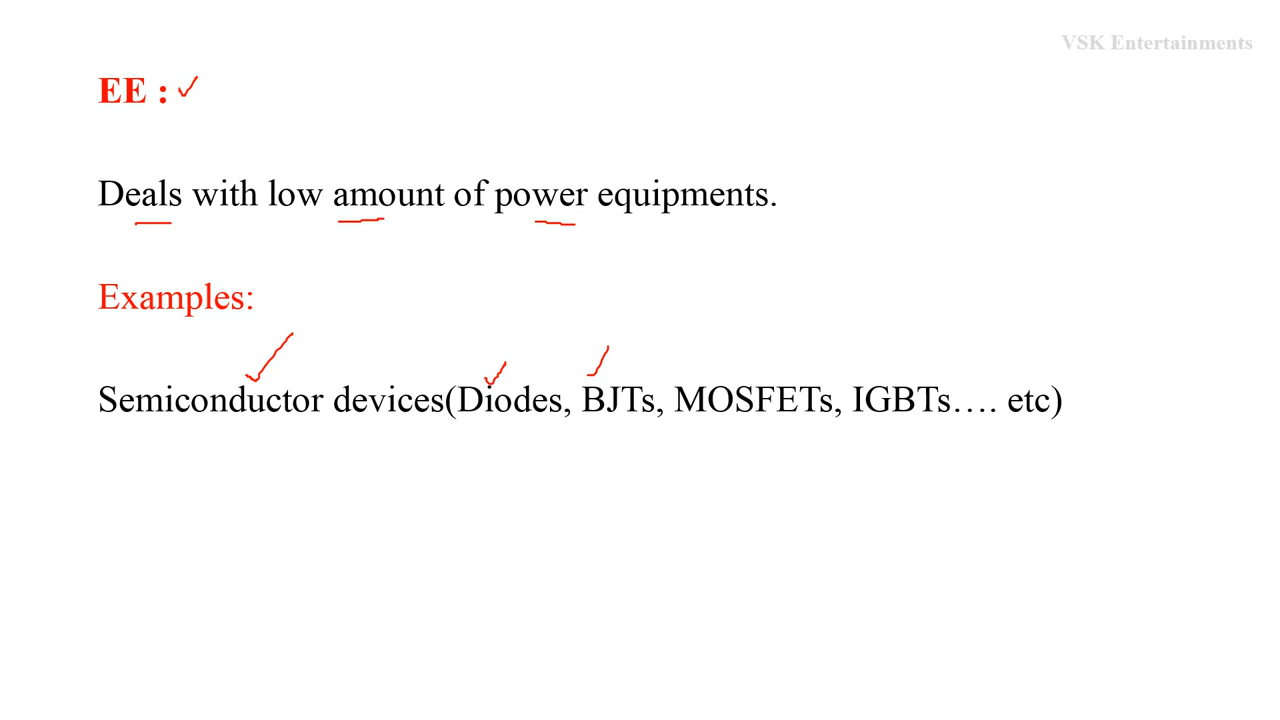 VSK Entertainments
EE :
Deals with low amount of power equipments.
Examples:
Semiconductor devices(Diodes, BJTs, MOSFETs, IGBTs…. etc)